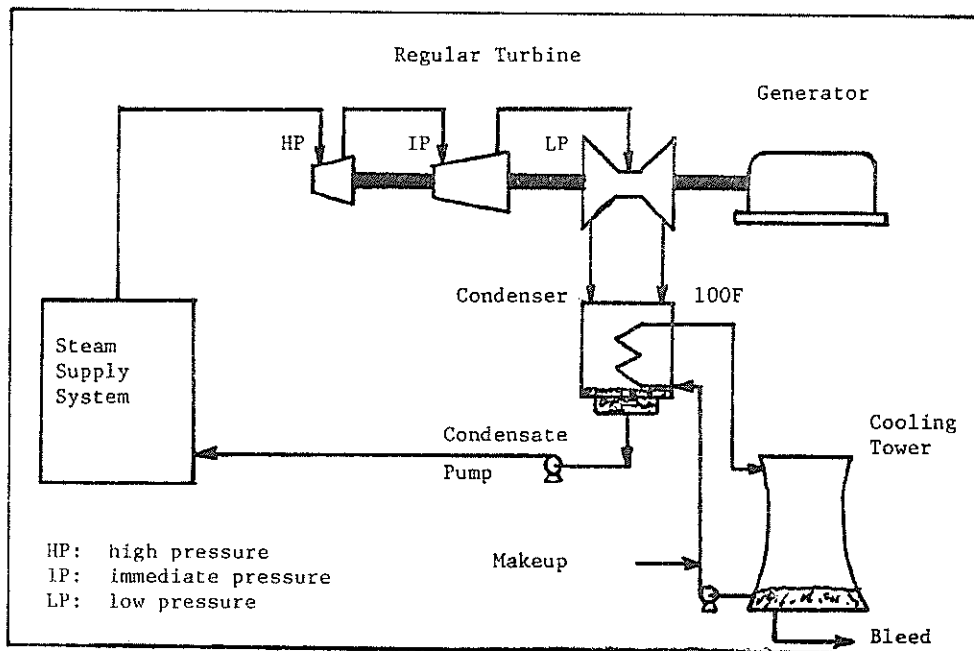 Regular Turbine
Generator
HP
IP
LP
Condenser
100F
Steam
Supply
System
Cooling
Tower
Condensate
Pump
Makeup
Bleed
HP: high pressure
IP: immediate pressure
LP: low pressure